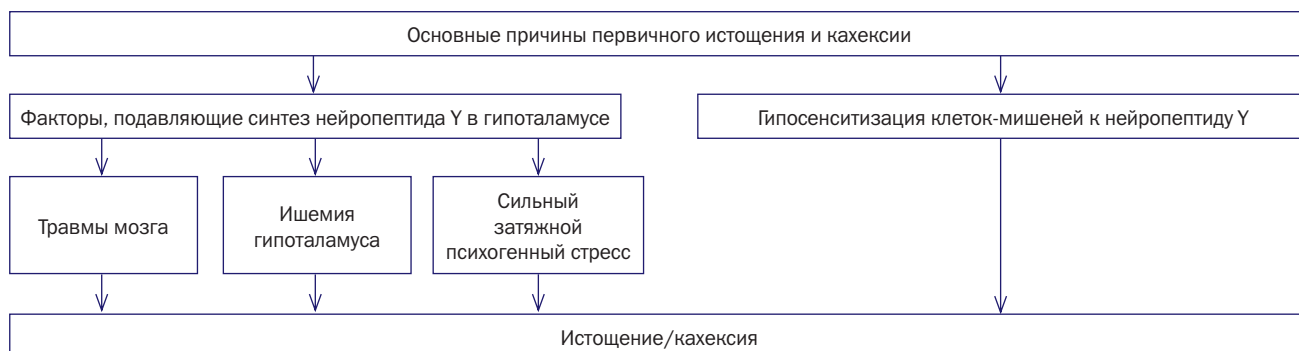 Основные причины первичного истощения и кахексии
Факторы, подавляющие синтез нейропептида Y в гипоталамусе
Гипосенситизация клеток-мишеней к нейропептиду Y
Травмы мозга
Ишемия
гипоталамуса
Сильный
затяжной
психогенный стресс
Истощение/кахексия